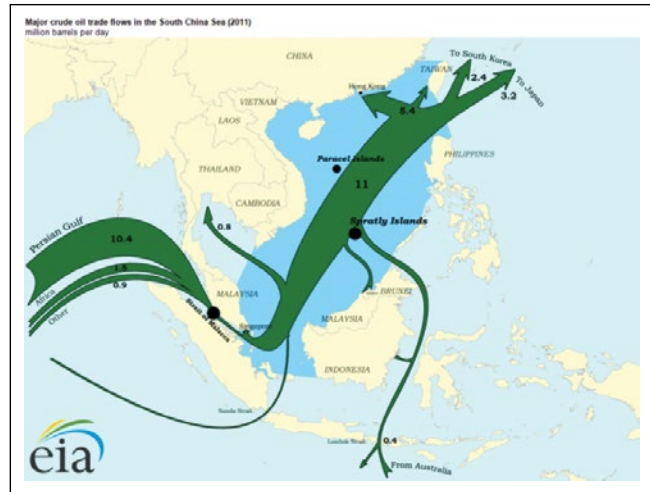 Major crude oil trade flows in the South China Sea (2011)
million barrels per day
CHINA
TAIWAN
To South Korea
2.4
To Japan
3.2
Hong Kong
5.4
VIETNAM
LAOS
THAILAND
CAMBODIA
Paracel Islands
PHILIPPINES
11
Spratly Islands
0.8
Persian Gulf
10.4
Africa
Other
0.9
MALAYSIA
Strait of Malacca
Singapore
BRUNEI
MALAYSIA
INDONESIA
Sunda Strait
Lombok Strait
0.4
From Australia
eia